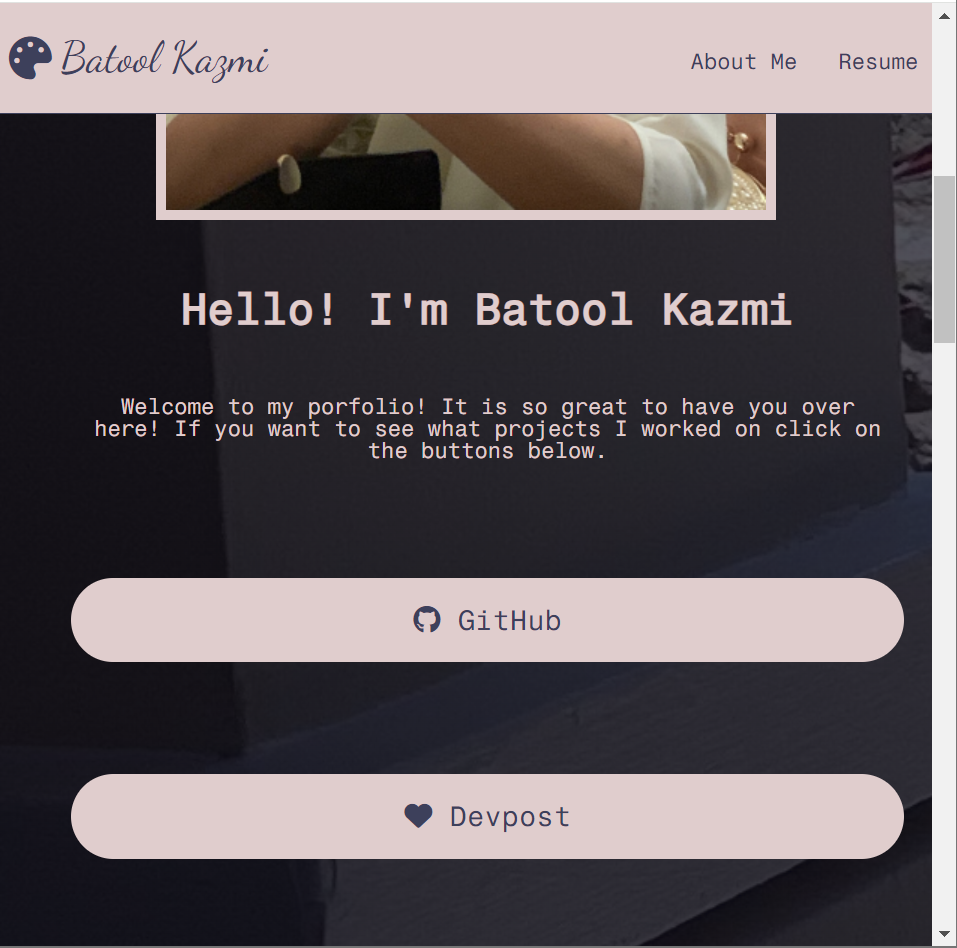 Batool Kazmi
About Me Resume
Hello! I'm Batool Kazmi
Welcome to my porfolio! It is so great to have you over
here! If you want to see what projects I worked on click on
the buttons below.
GitHub
Devpost